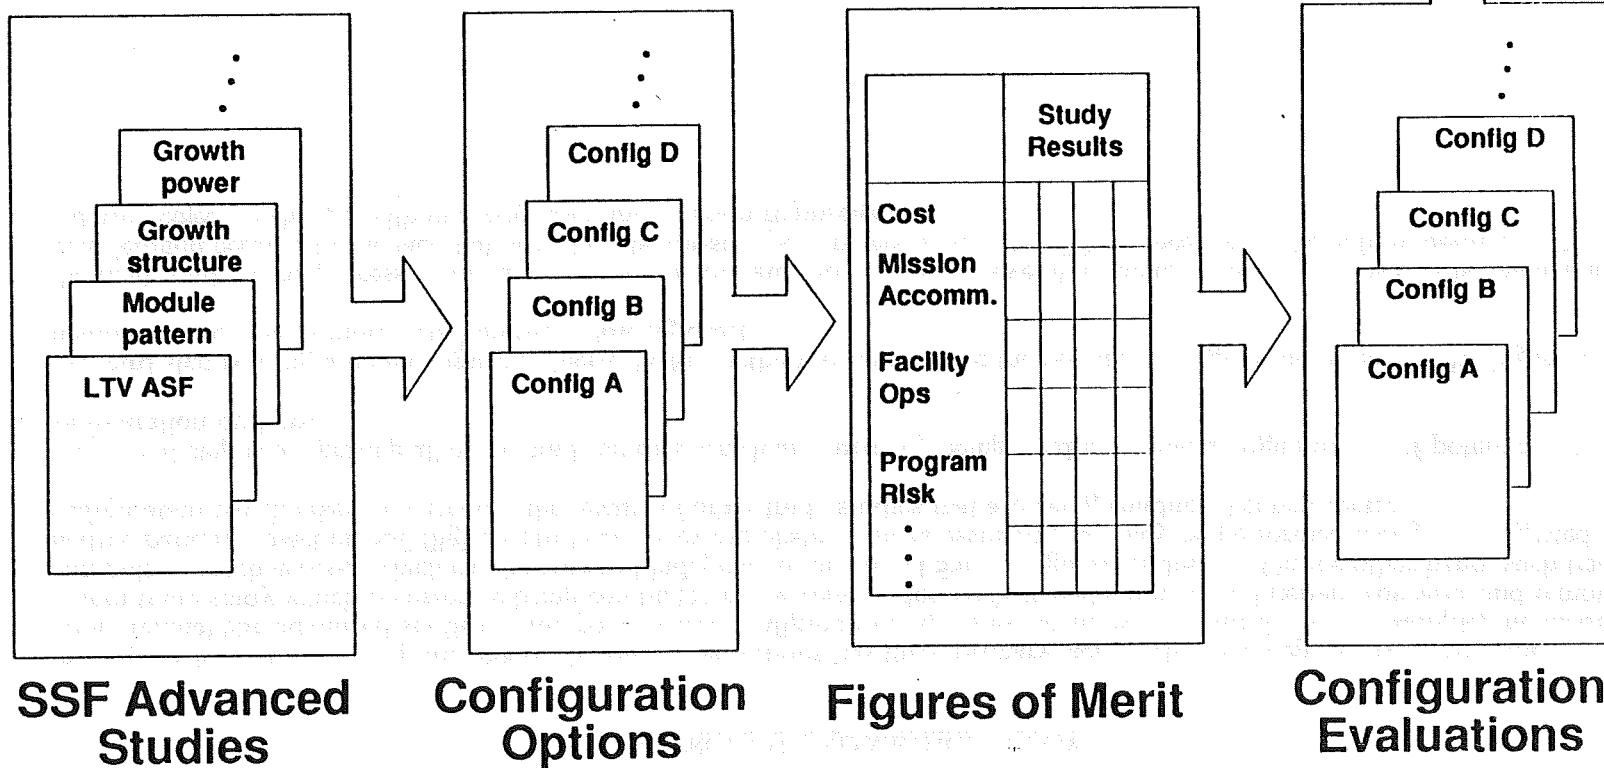 Growth
power
Growth
structure
Module
pattern
LTV ASF
SSF Advanced
Studies
Config D
Config C
Config B
Config A
Configuration
Options
Study
Results
Cost
Mission
Accomm.
Facility
Ops
Program
Risk
Figures of Merit
Config D
Config C
Config B
Config A
Configuration
Evaluations